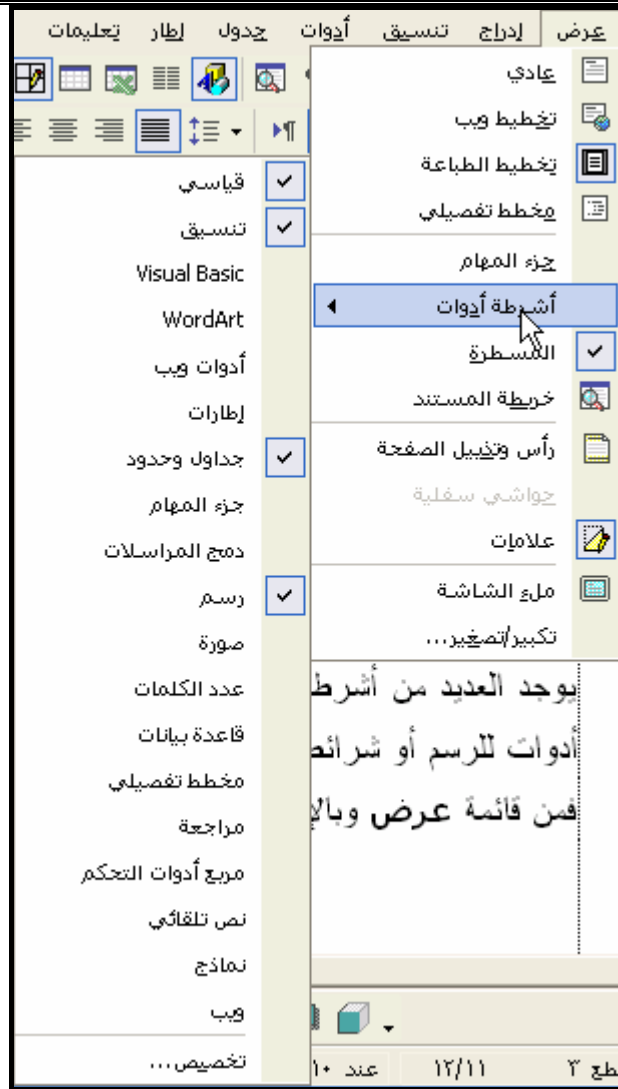 عرض إدراج تنسيق أدوات جدول إطار تعليمات
عادي
تخطيط ويب
تخطيط الطباعة
مخطط تفصيلي
جزء المهام
أشرطة أدوات
المسطرة
خريطة المستند
رأس وتذييل الصفحة
حواشي سفلية
علامات
ملء الشاشة
تكبير/تصغير...
قياسي
تنسيق
Visual Basic
WordArt
أدوات ويب
إطارات
جداول وحدود
جزء المهام
دمج المراسلات
رسم
صورة
عدد الكلمات
قاعدة بيانات
مخطط تفصيلي
مراجعة
مربع أدوات التحكم
نص تلقائي
نماذج
ويب
تخصيص...
يوجد العديد من أشرط
أدوات للرسم أو شرائط
فمن قائمة عرض وبالإ
طع ٣ ١٢/١١ عند ١٠